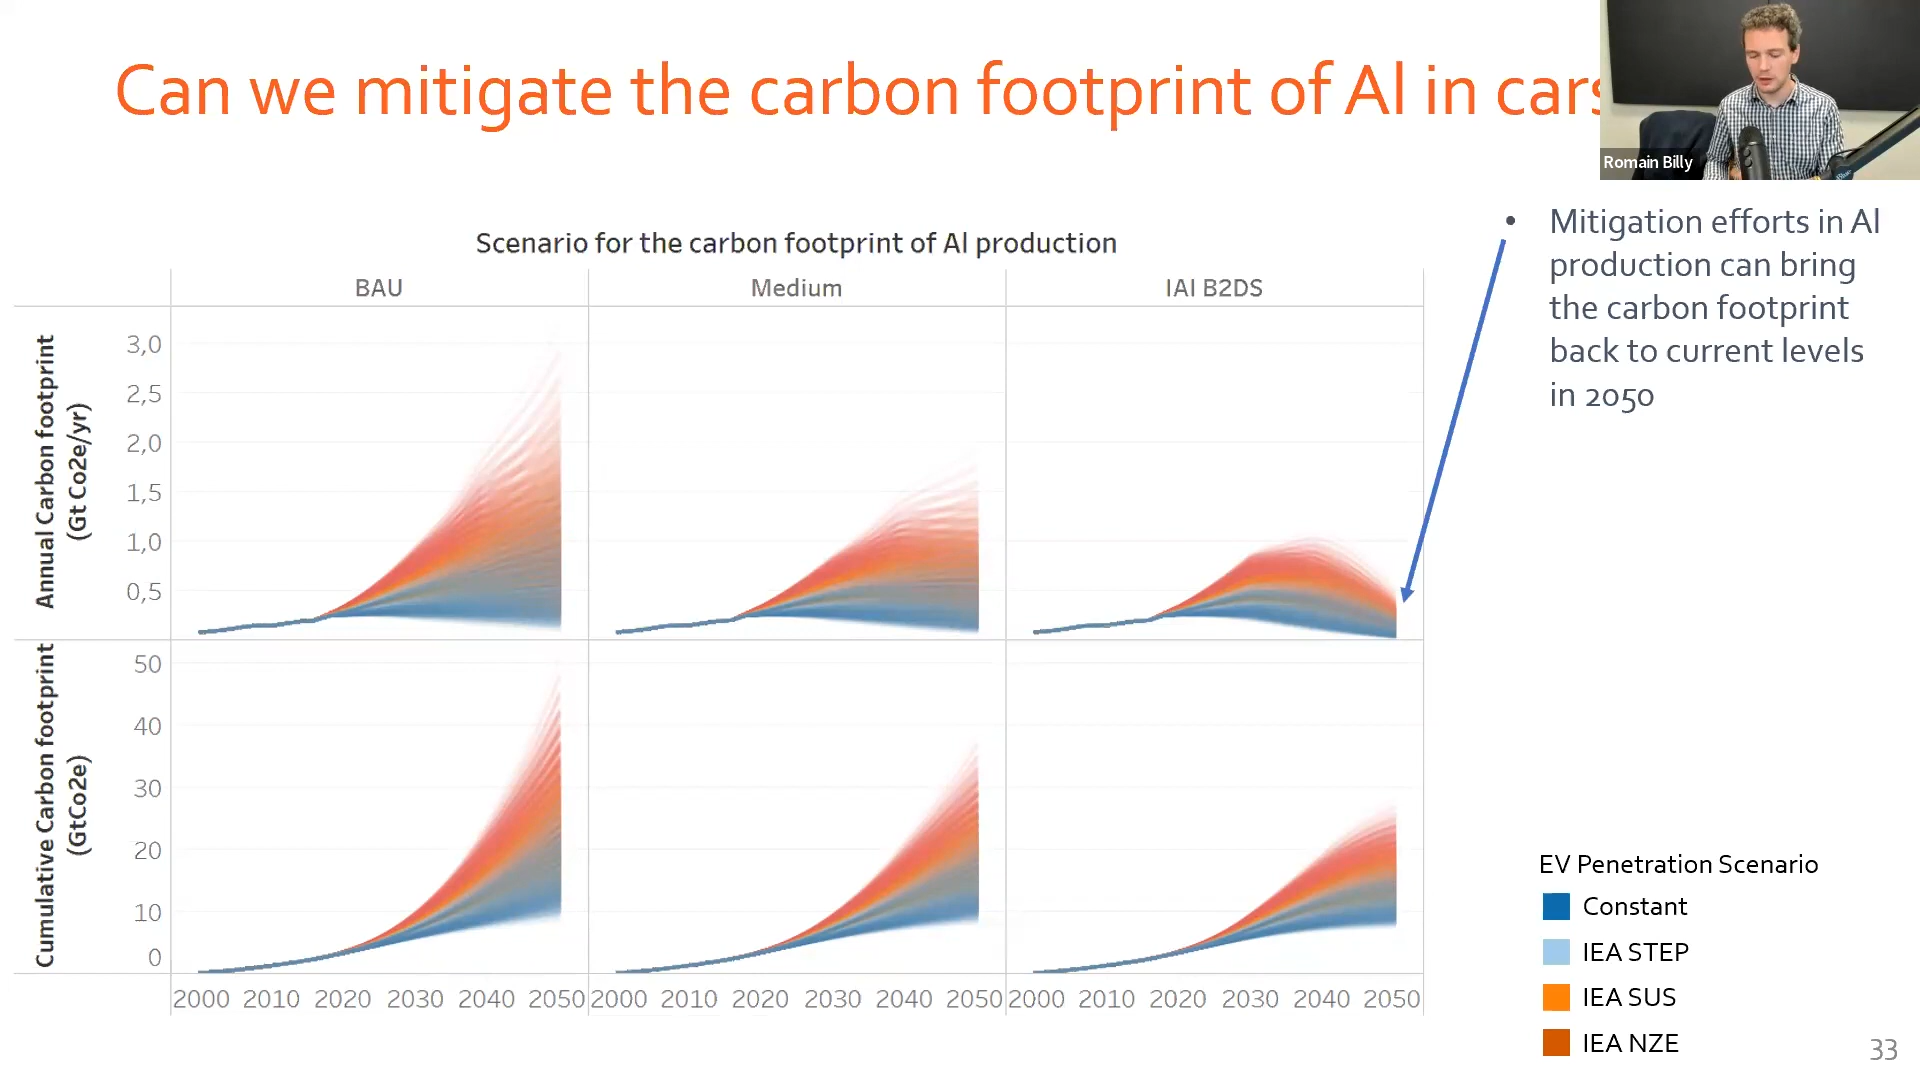 Can we mitigate the carbon footprint of Al in cars
Romain Billy
Scenario for the carbon footprint of Al production
BAU
Medium
IAI B2DS
Annual Carbon footprint
(Gt Co2e/yr)
3,0
2,5
2,0
1,5
1,0
0,5
Cumulative Carbon footprint
(GtCo2e)
50
40
30
20
10
0
2000 2010 2020 2030 2040 2050
2000 2010 2020 2030 2040 2050
2000 2010 2020 2030 2040 2050
• Mitigation efforts in Al
production can bring
the carbon footprint
back to current levels
in 2050
EV Penetration Scenario
Constant
IEA STEP
IEA SUS
IEA NZE
33